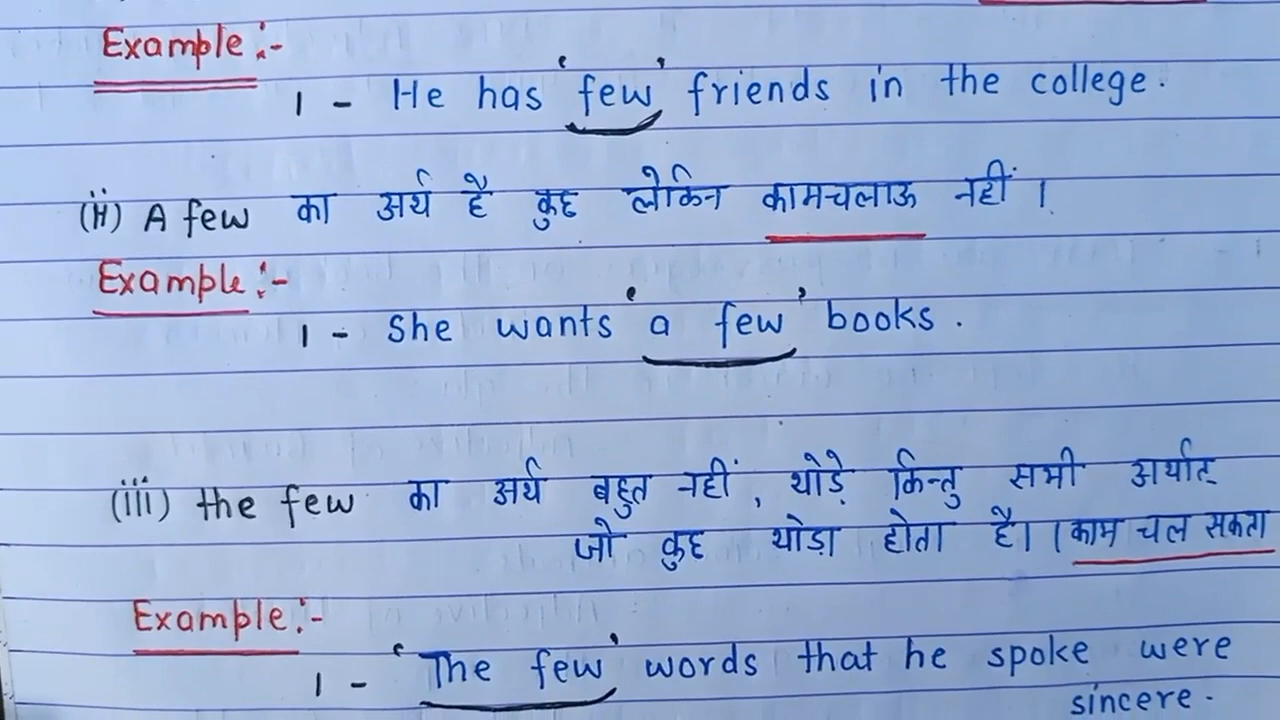 Example :-
1 - He has 'few' friends in the college.
(ii) A few का अर्थ है कुछ लेकिन कामचलाऊ नहीं ।
Example :-
1 - She wants 'a few' books.
(iii) the few का अर्थ बहुत नहीं, थोड़े किन्तु सभी अर्थात्
जो कुछ थोड़ा होता है। (काम चल सकता
Example :-
1 - 'The few' words that he spoke were
sincere.